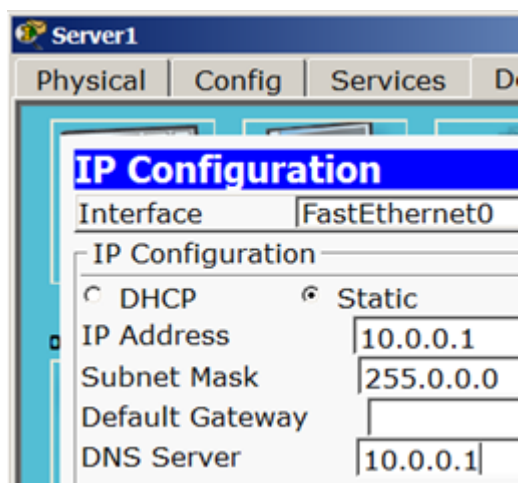 Server1
Physical Config Services
IP Configuration
Interface FastEthernet0
IP Configuration
DHCP Static
IP Address 10.0.0.1
Subnet Mask 255.0.0.0
Default Gateway
DNS Server 10.0.0.1